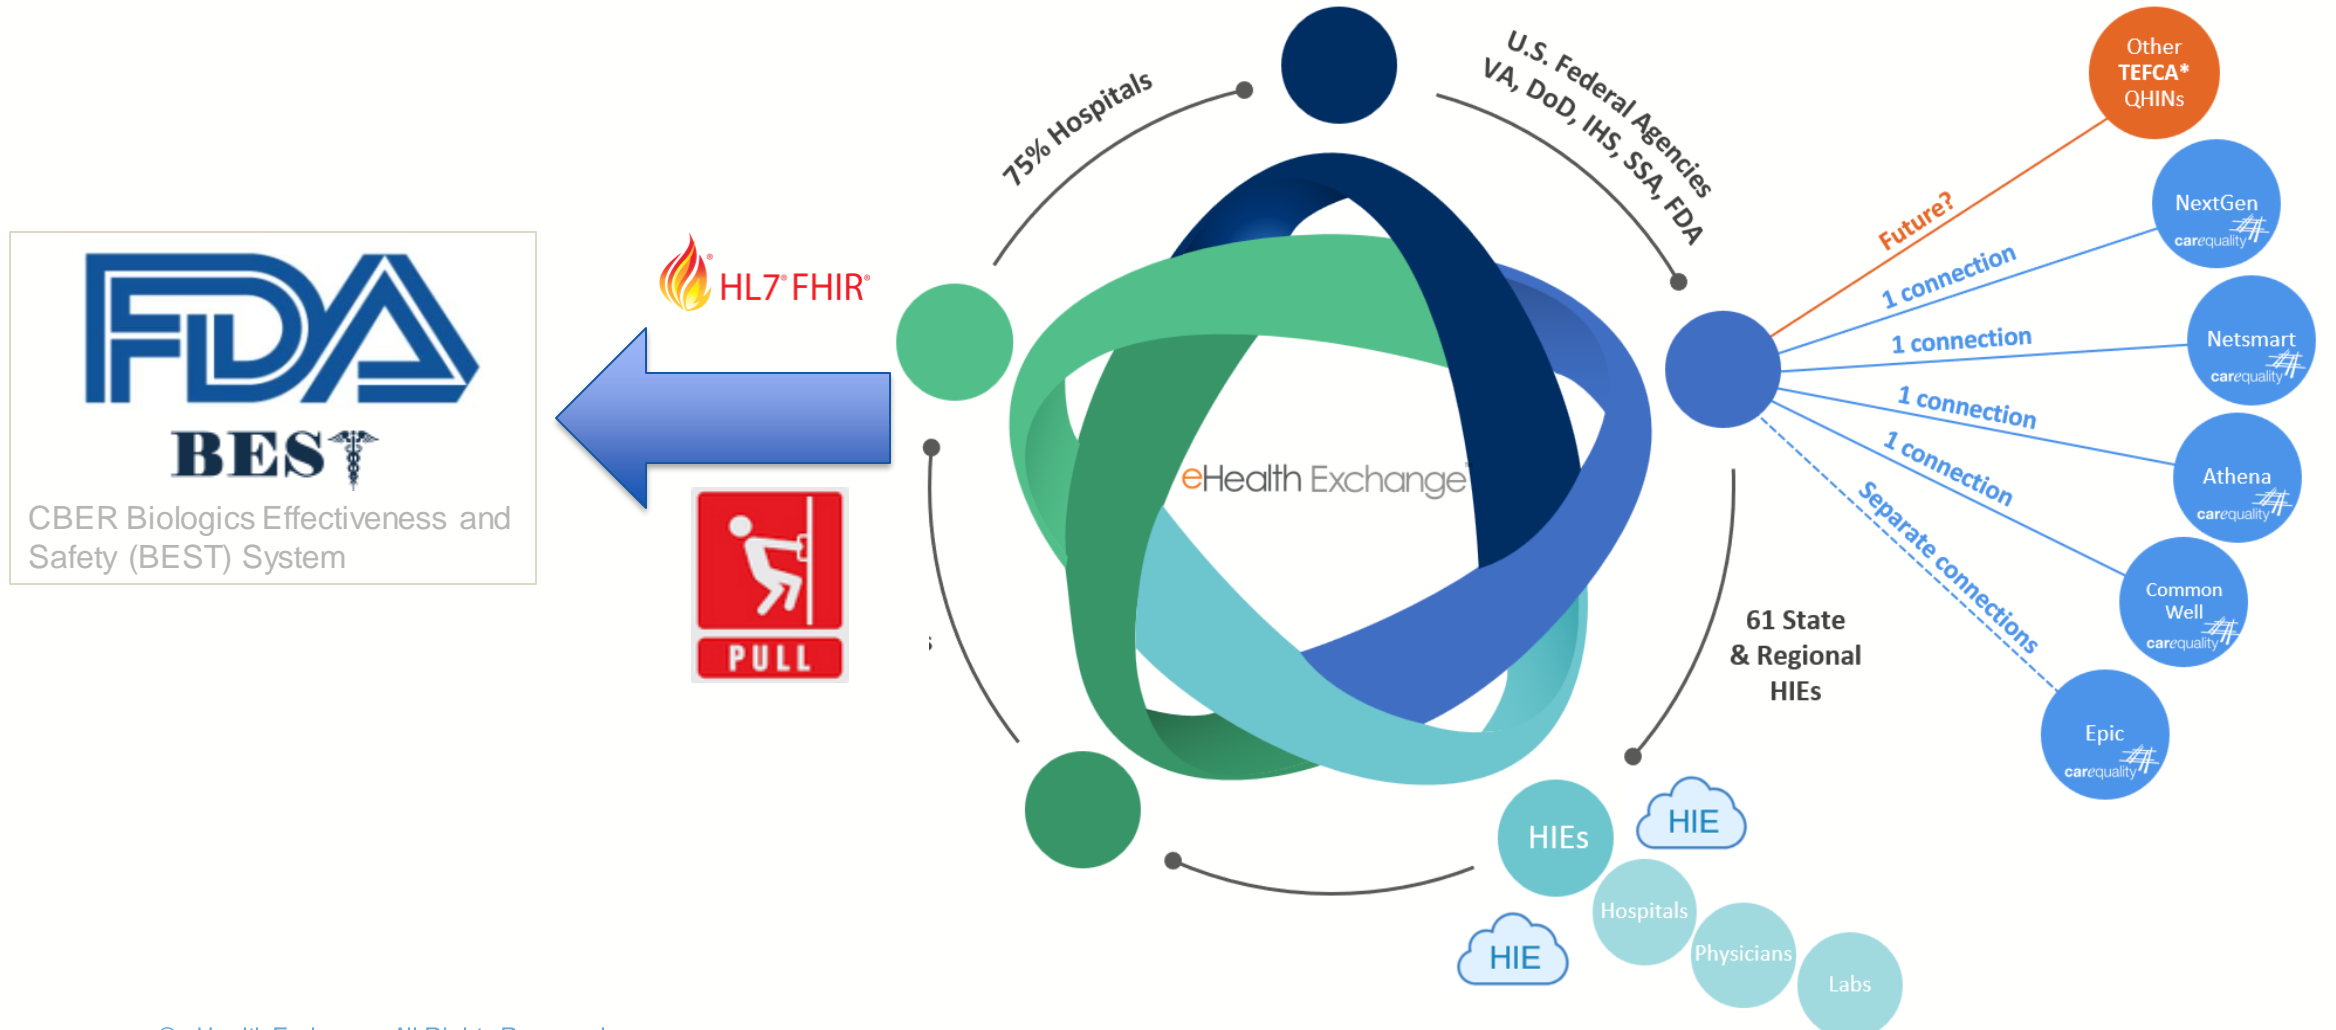 FDA
BEST
CBER Biologics Effectiveness and
Safety (BEST) System
HL7® FHIR®
PULL
75% Hospitals
U.S. Federal Agencies
VA, DoD, IHS, SSA, FDA
eHealth Exchange
61 State
& Regional
HIEs
HIEs
HIE
HIE
Hospitals
Physicians
Labs
Future?
Other
TEFCA*
QHINs
1 connection
NextGen
carequality
1 connection
Netsmart
carequality
1 connection
Athena
carequality
1 connection
Common
Well
carequality
Separate connections
Epic
carequality